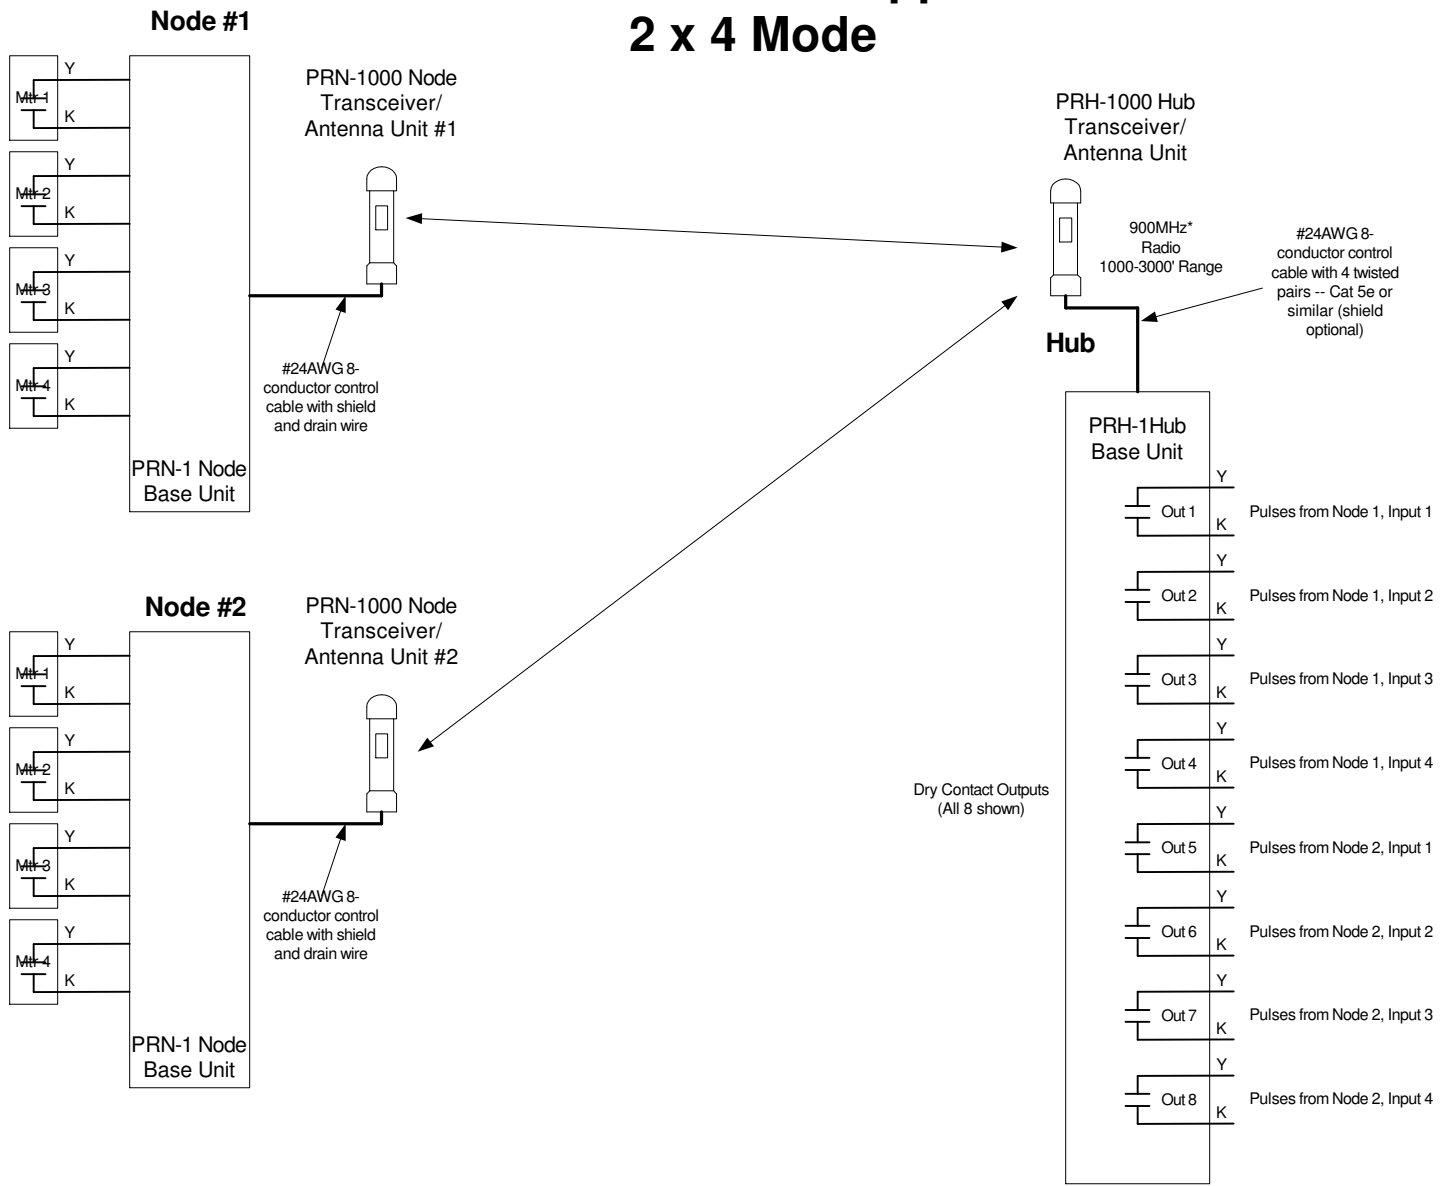 2 x 4 Mode
Node #1
Y
Mtr 1
K
Y
Mtr 2
K
Y
Mtr 3
K
Y
Mtr 4
K
PRN-1 Node
Base Unit
PRN-1000 Node
Transceiver/
Antenna Unit #1
#24AWG 8-
conductor control
cable with shield
and drain wire
PRH-1000 Hub
Transceiver/
Antenna Unit
900MHz*
Radio
1000-3000' Range
#24AWG 8-
conductor control
cable with 4 twisted
pairs -- Cat 5e or
similar (shield
optional)
Hub
Node #2
Y
Mtr 1
K
Y
Mtr 2
K
Y
Mtr 3
K
Y
Mtr 4
K
PRN-1 Node
Base Unit
PRN-1000 Node
Transceiver/
Antenna Unit #2
#24AWG 8-
conductor control
cable with shield
and drain wire
PRH-1Hub
Base Unit
Dry Contact Outputs
(All 8 shown)
Y
Out 1
K
Pulses from Node 1, Input 1
Y
Out 2
K
Pulses from Node 1, Input 2
Y
Out 3
K
Pulses from Node 1, Input 3
Y
Out 4
K
Pulses from Node 1, Input 4
Y
Out 5
K
Pulses from Node 2, Input 1
Y
Out 6
K
Pulses from Node 2, Input 2
Y
Out 7
K
Pulses from Node 2, Input 3
Y
Out 8
K
Pulses from Node 2, Input 4